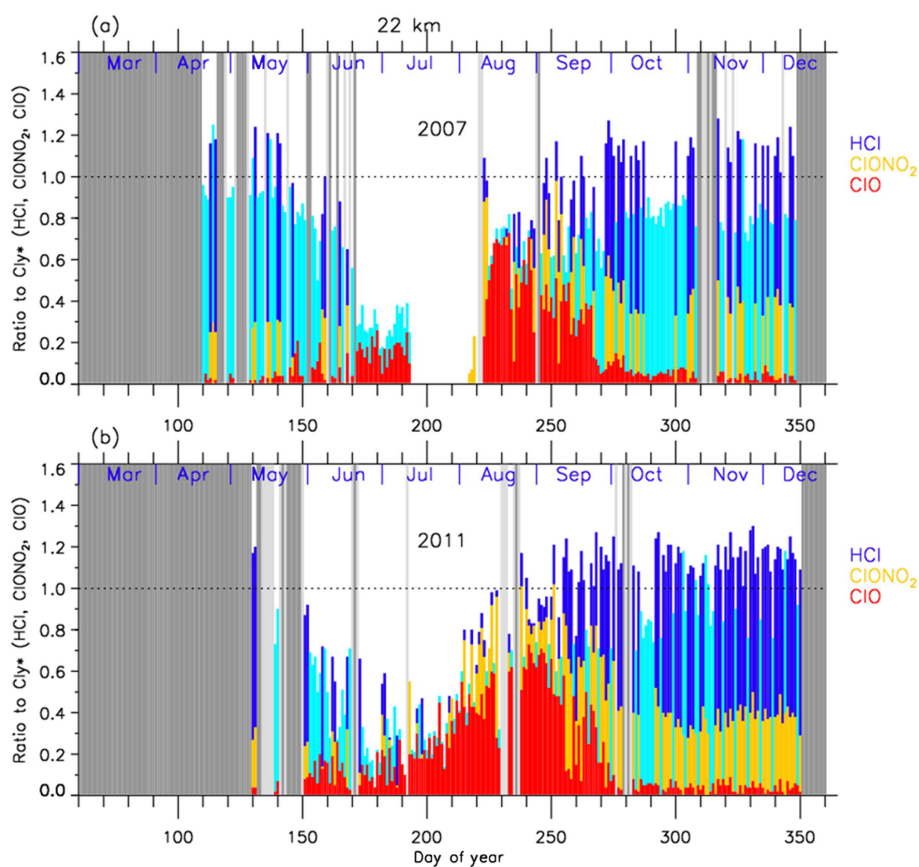 (a) 22 km
Mar | Apr | May | Jun | Jul | Aug | Sep | Oct | Nov | Dec
1.6
1.4
1.2
1.0
0.8
0.6
0.4
0.2
0.0
Ratio to Cly* (HCl, ClONO₂, ClO)
2007
HCl
ClONO₂
ClO
100 150 200 250 300 350
(b)
Mar | Apr | May | Jun | Jul | Aug | Sep | Oct | Nov | Dec
1.6
1.4
1.2
1.0
0.8
0.6
0.4
0.2
0.0
Ratio to Cly* (HCl, ClONO₂, ClO)
2011
HCl
ClONO₂
ClO
100 150 200 250 300 350
Day of year